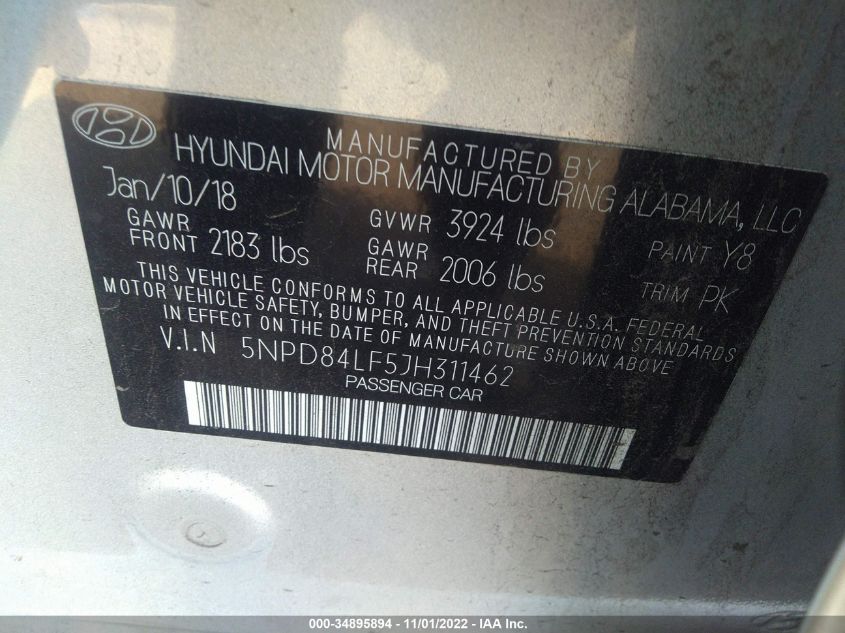 MANUFACTURED BY
HYUNDAI MOTOR MANUFACTURING ALABAMA, LLC
Jan/10/18
GAWR FRONT 2183 lbs
GVWR 3924 lbs
GAWR REAR 2006 lbs
PAINT Y8
TRIM PK
THIS VEHICLE CONFORMS TO ALL APPLICABLE U.S.A. FEDERAL
MOTOR VEHICLE SAFETY, BUMPER, AND THEFT PREVENTION STANDARDS
IN EFFECT ON THE DATE OF MANUFACTURE SHOWN ABOVE
V.I.N 5NPD84LF5JH311462
PASSENGER CAR
000-34895894 - 11/01/2022 - IAA Inc.